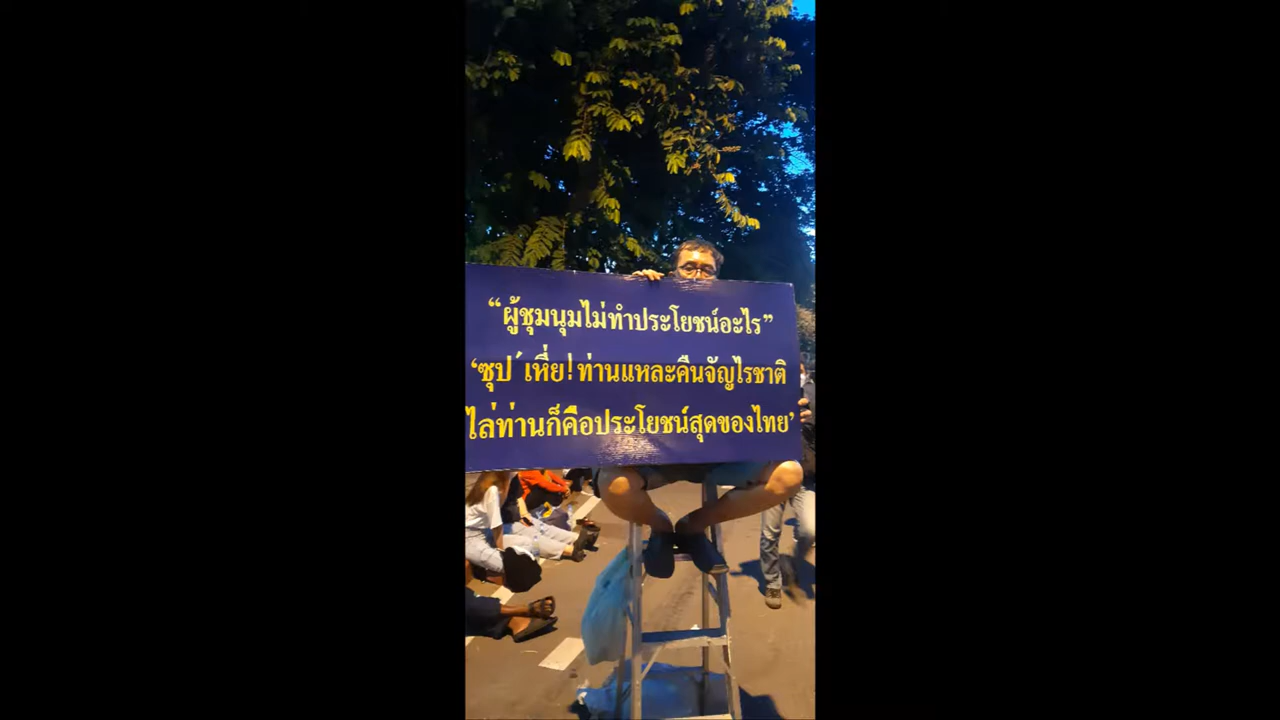 “ผู้ชุมนุมไม่ทำประโยชน์อะไร”
‘ซุป´เหี่ย! ท่านแหละคืนจัญไรชาติ
ไล่ท่านก็คือประโยชน์สุดของไทย’